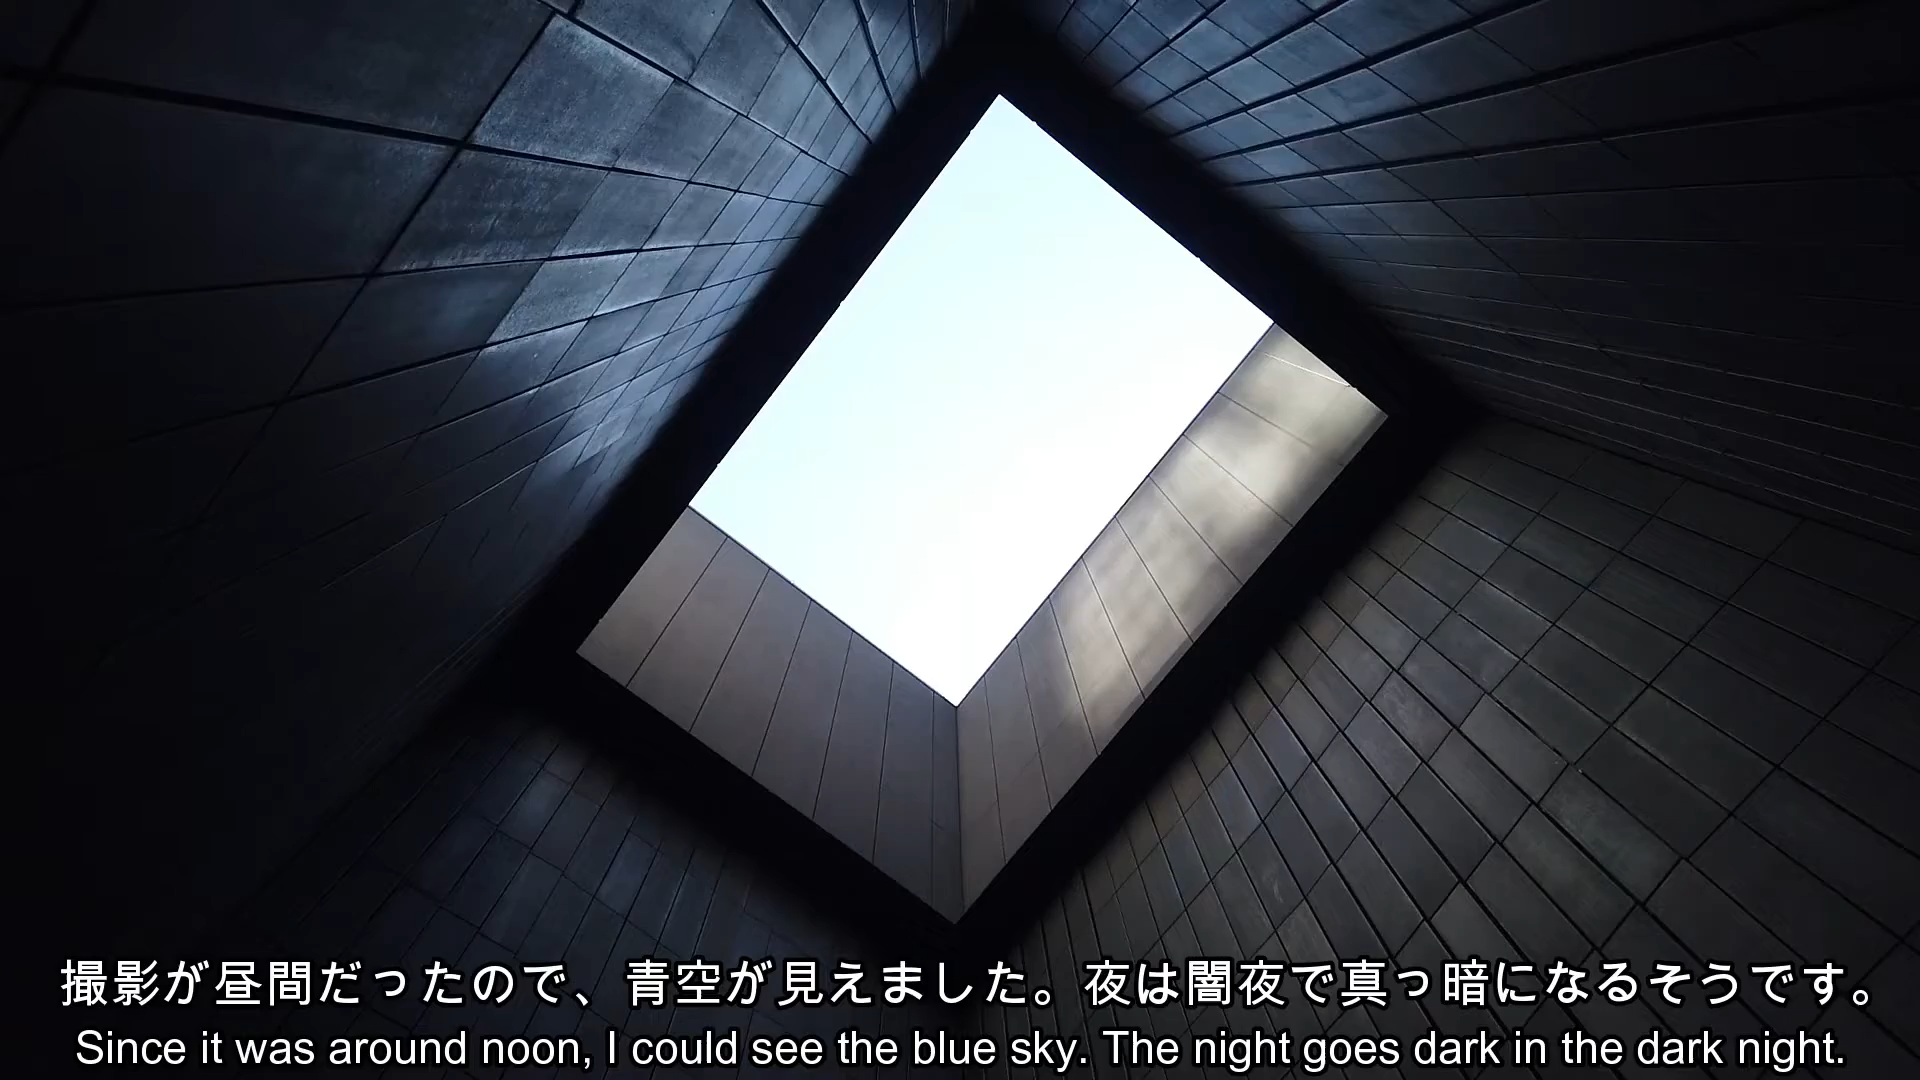 撮影が昼間だったので、青空が見えました。夜は闇夜で真っ暗になるそうです。
Since it was around noon, I could see the blue sky. The night goes dark in the dark night.